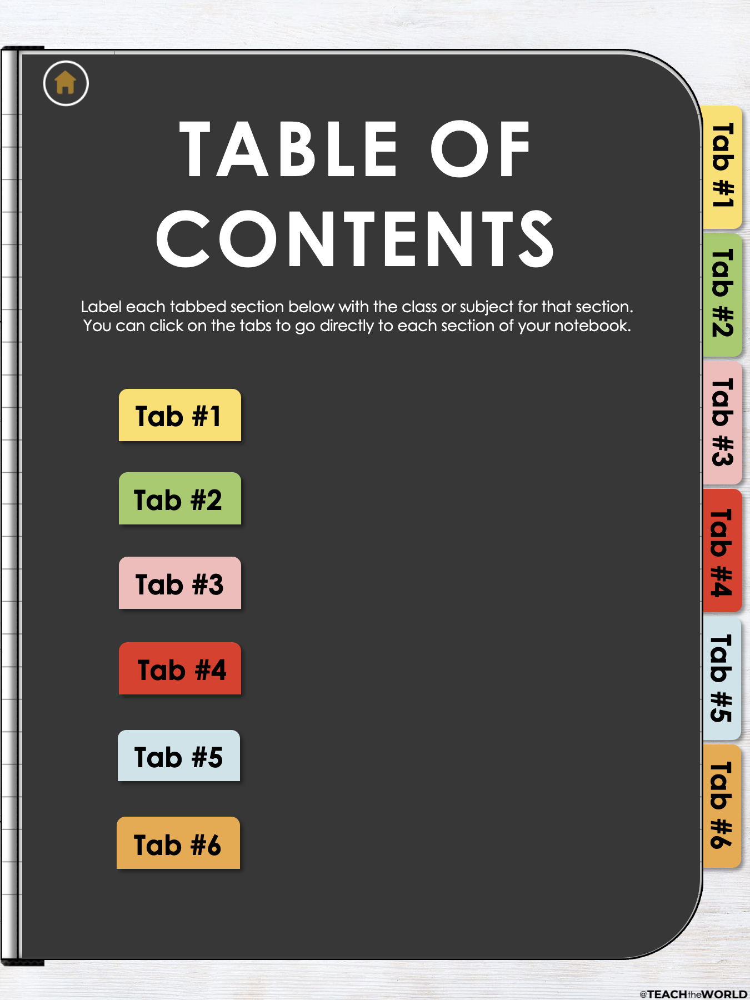 TABLE OF
CONTENTS
Label each tabbed section below with the class or subject for that section.
You can click on the tabs to go directly to each section of your notebook.
Tab #1
Tab #2
Tab #3
Tab #4
Tab #5
Tab #6
Tab #1
Tab #2
Tab #3
Tab #4
Tab #5
Tab #6
@TEACHtheWORLD